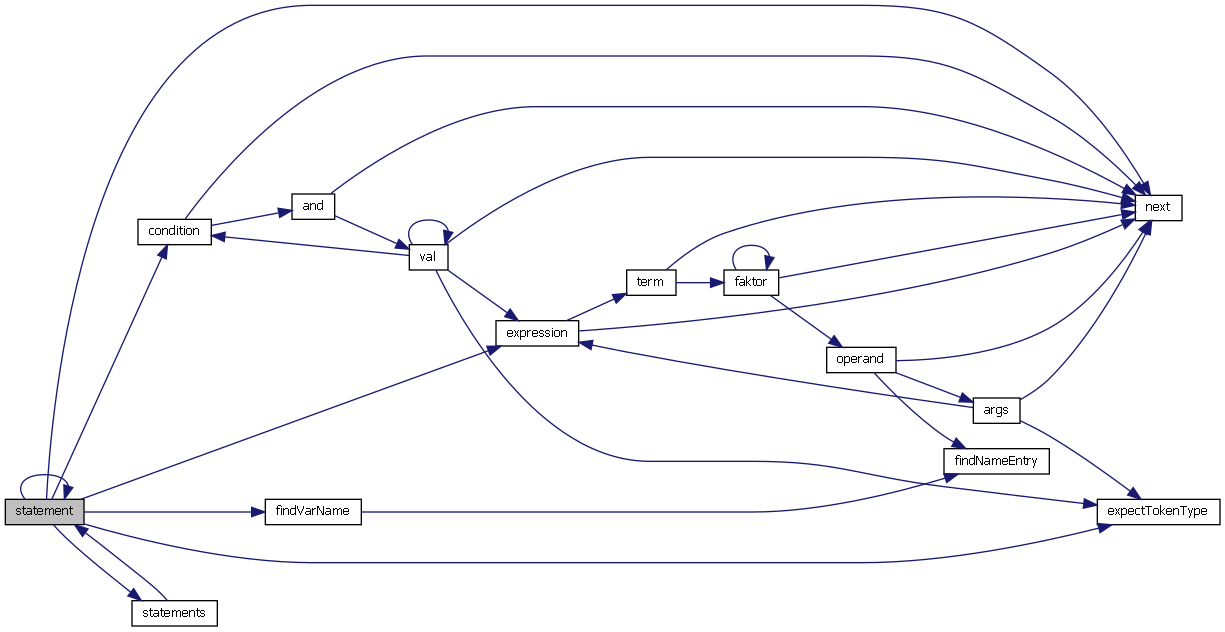 next
and
condition
val
term
faktor
expression
operand
args
findNameEntry
statement
findVarName
expectTokenType
statements